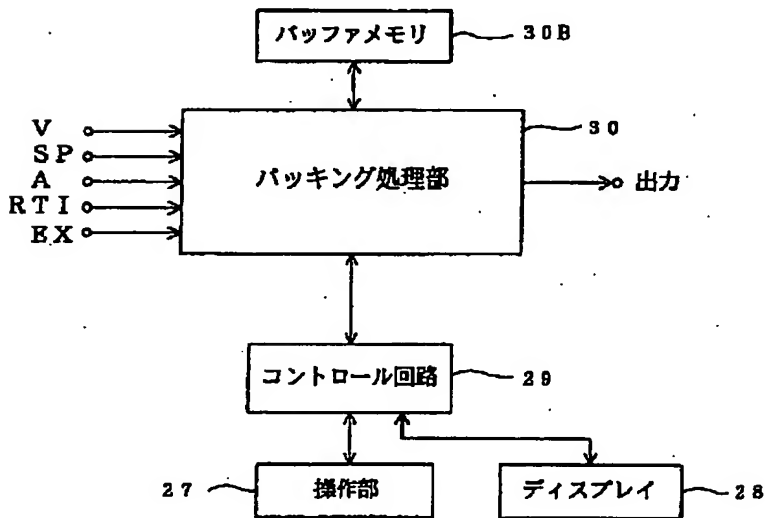 バッファメモリ 30B
V
SP
A
RTI
EX
パッキング処理部
30
出力
コントロール回路 29
27 操作部
ディスプレイ 28